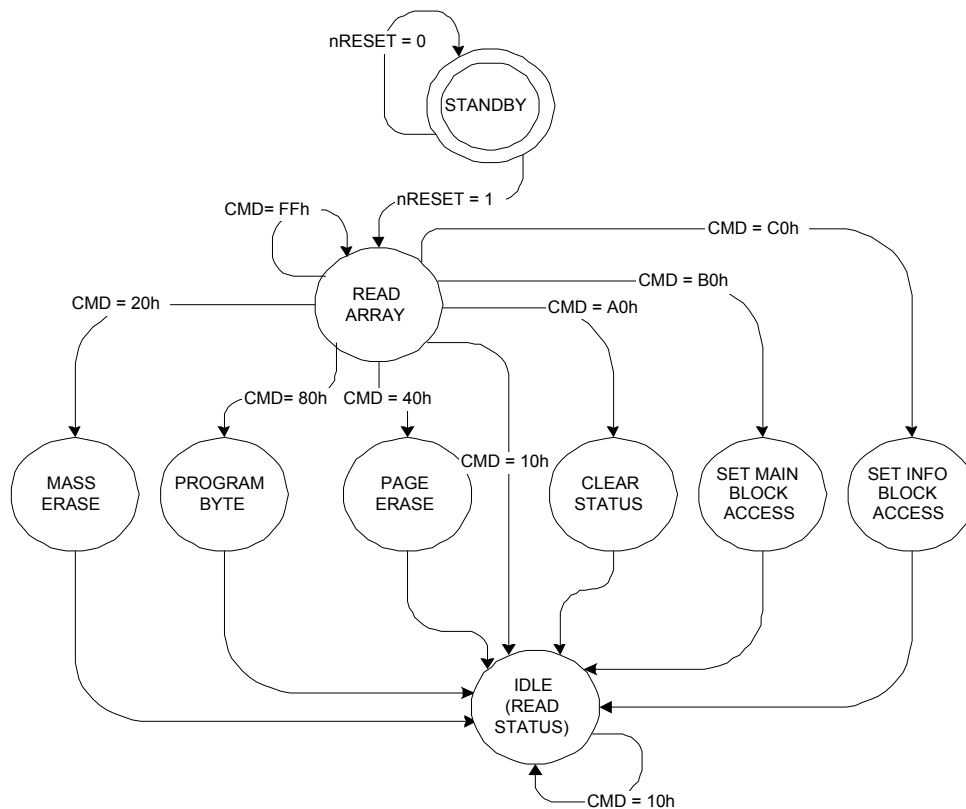 nRESET = 0
STANDBY
nRESET = 1
CMD= FFh
CMD = C0h
CMD = B0h
READ
ARRAY
CMD = 20h
CMD = A0h
CMD= 80h
CMD = 40h
CMD = 10h
MASS
ERASE
PROGRAM
BYTE
PAGE
ERASE
CLEAR
STATUS
SET MAIN
BLOCK
ACCESS
SET INFO
BLOCK
ACCESS
IDLE
(READ
STATUS)
CMD = 10h